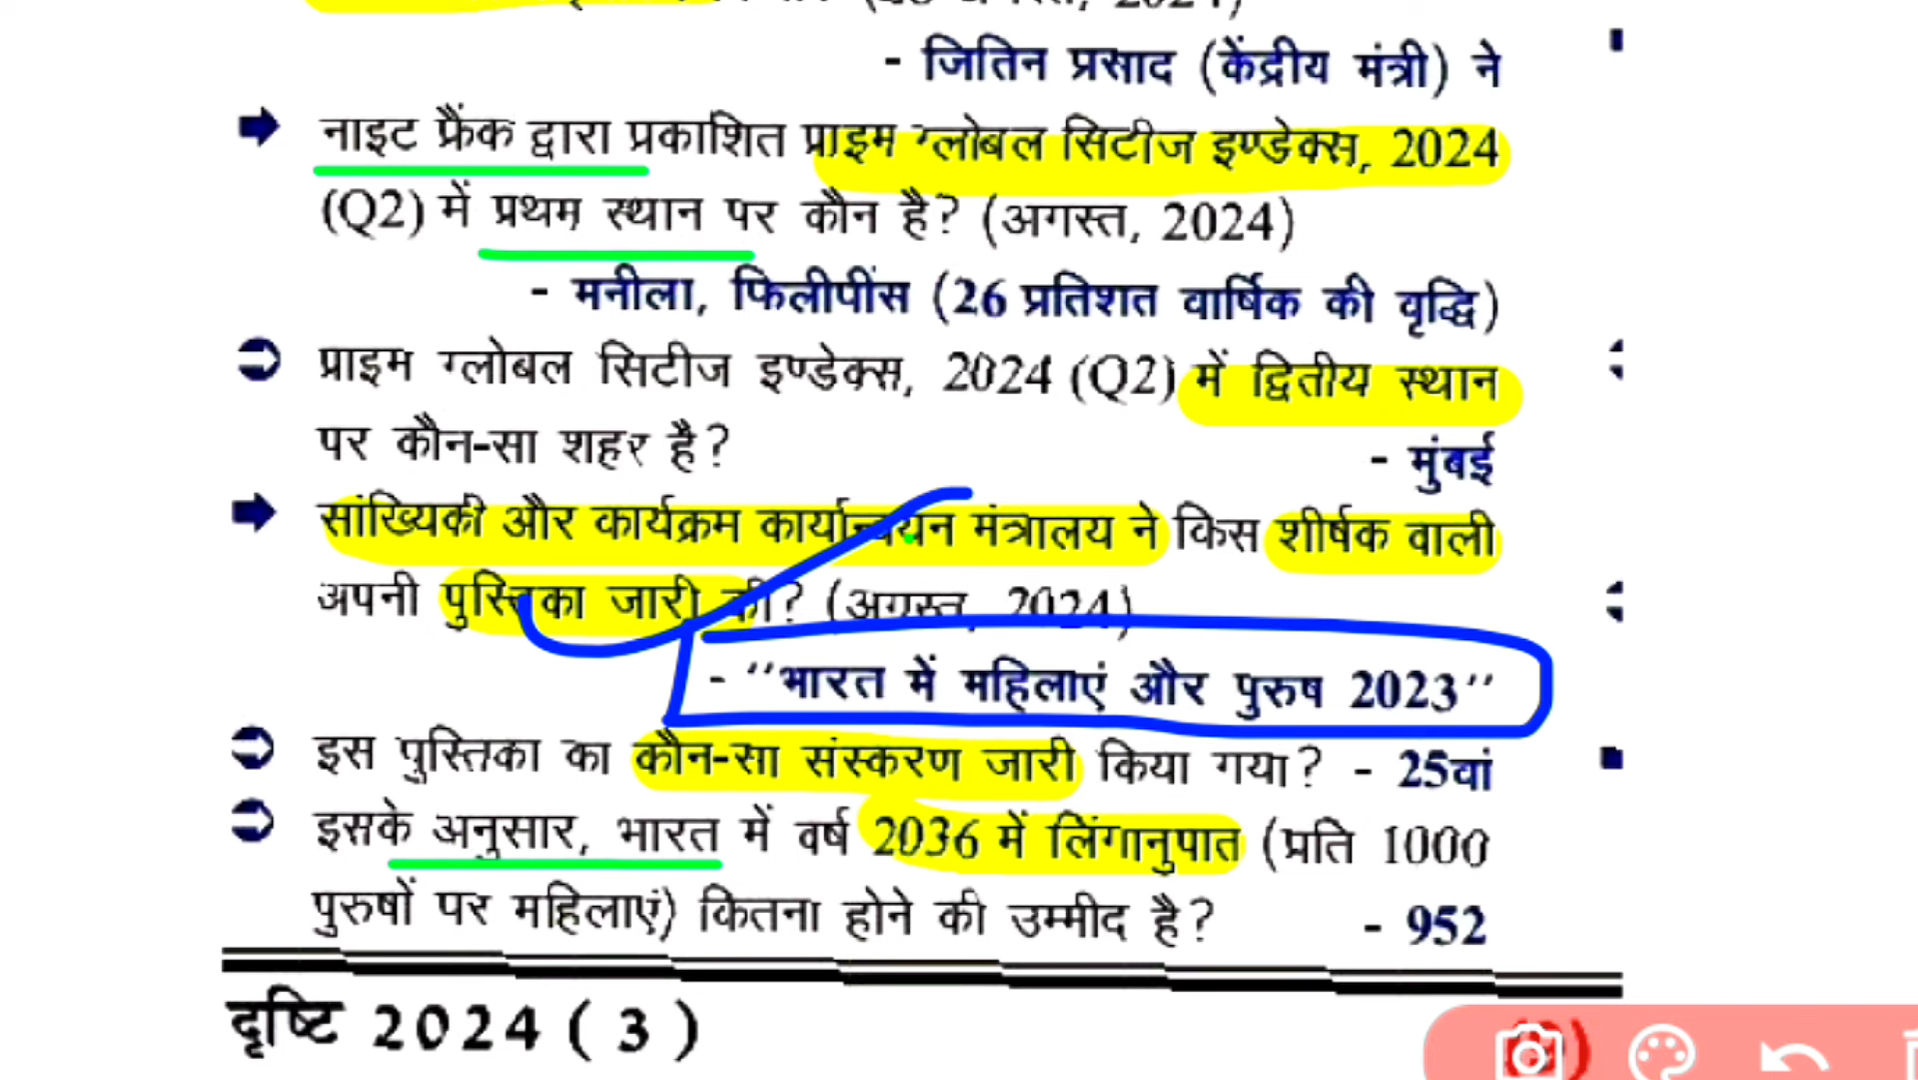 - जितिन प्रसाद (केंद्रीय मंत्री) ने
नाइट फ्रैंक द्वारा प्रकाशित प्राइम ग्लोबल सिटीज इण्डेक्स, 2024
(Q2) में प्रथम स्थान पर कौन है? (अगस्त, 2024)
- मनीला, फिलीपींस (26 प्रतिशत वार्षिक की वृद्धि)
प्राइम ग्लोबल सिटीज इण्डेक्स, 2024 (Q2) में द्वितीय स्थान
पर कौन-सा शहर है? - मुंबई
सांख्यिकी और कार्यक्रम कार्यान्वयन मंत्रालय ने किस शीर्षक वाली
अपनी पुस्तिका जारी की? (अगस्त, 2024)
- ‘‘भारत में महिलाएं और पुरुष 2023’’
इस पुस्तिका का कौन-सा संस्करण जारी किया गया? - 25वां
इसके अनुसार, भारत में वर्ष 2036 में लिंगानुपात (प्रति 1000
पुरुषों पर महिलाएं) कितना होने की उम्मीद है? - 952
दृष्टि 2024 ( 3 )